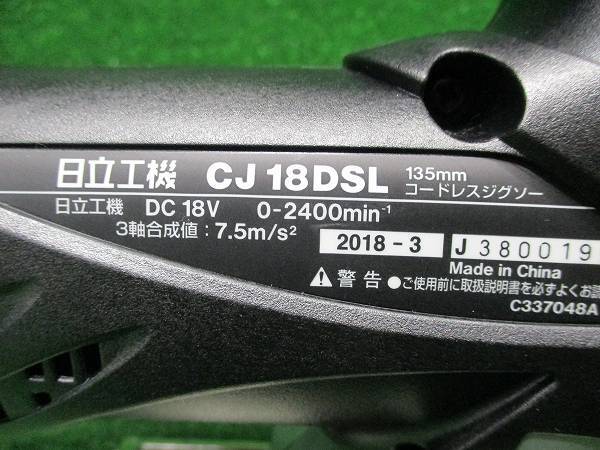 日立工機 CJ 18DSL 135mm
コードレスジグソー
日立工機 DC 18V 0-2400min⁻¹
3軸合成値：7.5m/s²
2018-3 J 380019
Made in China
警告 ●ご使用前に取扱説明書を必ずよくお読
C337048A